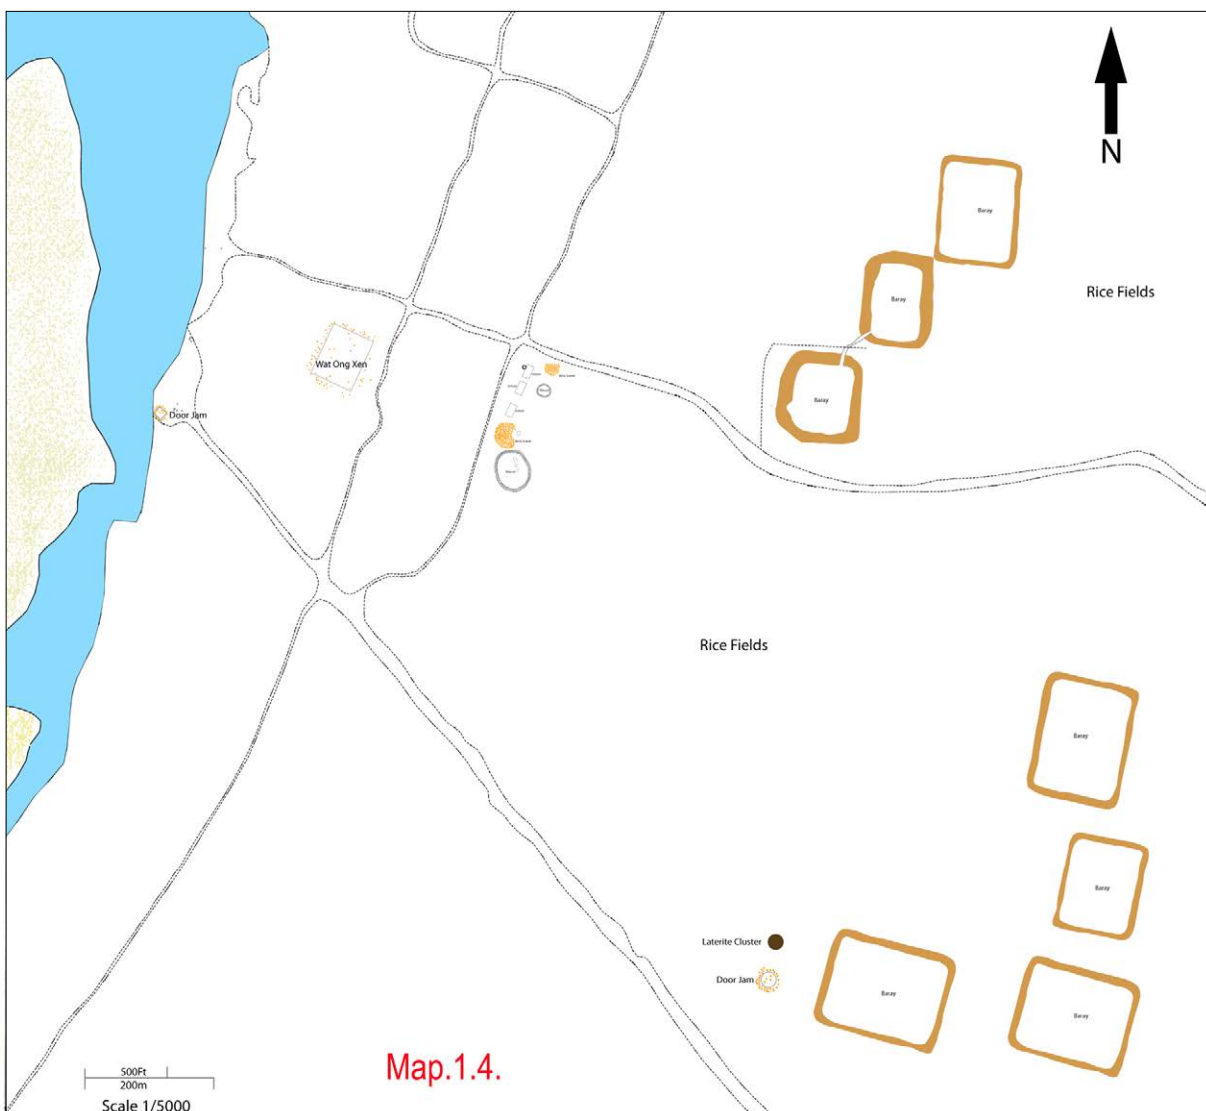 N
Baray
Rice Fields
Baray
Wat Ong Xen
Baray
Door Jam
Rice Fields
Baray
Baray
Laterite Cluster
Door Jam
Baray
Baray
Map.1.4.
500Ft
200m
Scale 1/5000